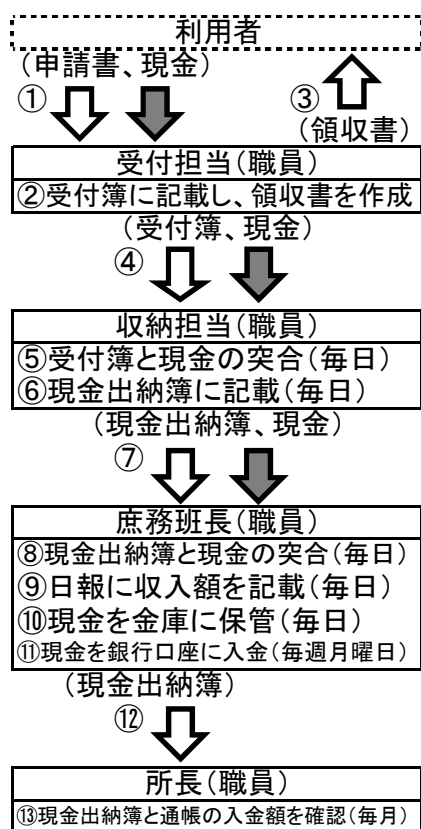 利用者
(申請書、現金)
① ③
(領収書)
受付担当(職員)
②受付簿に記載し、領収書を作成
(受付簿、現金)
④
収納担当(職員)
⑤受付簿と現金の突合(毎日)
⑥現金出納簿に記載(毎日)
(現金出納簿、現金)
⑦
庶務班長(職員)
⑧現金出納簿と現金の突合(毎日)
⑨日報に収入額を記載(毎日)
⑩現金を金庫に保管(毎日)
⑪現金を銀行口座に入金(毎週月曜日)
(現金出納簿)
⑫
所長(職員)
⑬現金出納簿と通帳の入金額を確認(毎月)